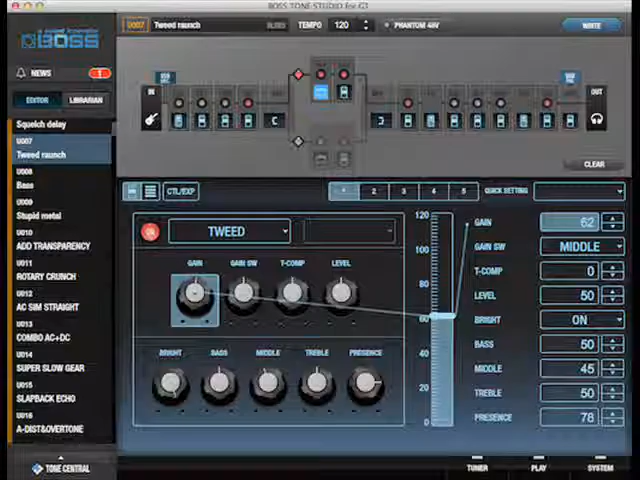 BOSS TONE STUDIO for GT
BOSS
U007 Tweed raunch
TEMPO 120
PHANTOM 48V
WRITE
NEWS
1
EDITOR LIBRARIAN
IN
OUT
C
CLEAR
Squelch delay
U007
Tweed raunch
U008
Bass
U009
Stupid metal
U010
ADD TRANSPARENCY
U011
ROTARY CRUNCH
U012
AC SIM STRAIGHT
U013
COMBO AC+DC
U014
SUPER SLOW GEAR
U015
SLAPBACK ECHO
U016
A-DIST&OVERTONE
TONE CENTRAL
CTL/EXP
1 2 3 4 5
QUICK SETTING
ON
TWEED
GAIN GAIN SW T-COMP LEVEL
BRIGHT BASS MIDDLE TREBLE PRESENCE
120
100
80
60
40
20
0
GAIN 62
GAIN SW MIDDLE
T-COMP 0
LEVEL 50
BRIGHT ON
BASS 50
MIDDLE 45
TREBLE 50
PRESENCE 78
TUNER PLAY SYSTEM